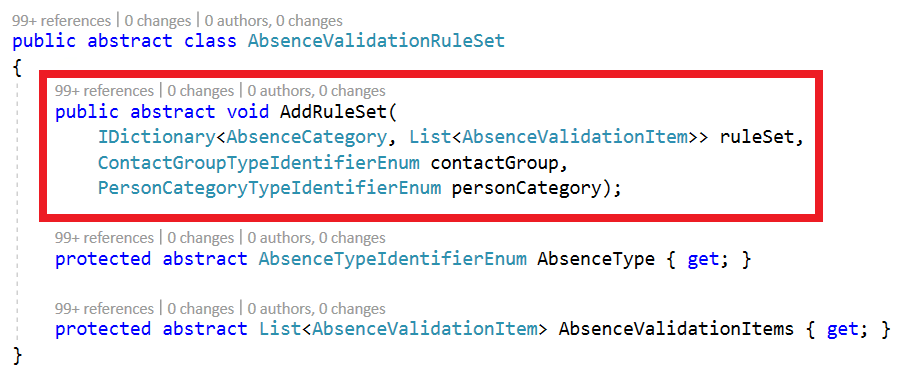 99+ references | 0 changes | 0 authors, 0 changes
public abstract class AbsenceValidationRuleSet
{
99+ references | 0 changes | 0 authors, 0 changes
public abstract void AddRuleSet(
IDictionary<AbsenceCategory, List<AbsenceValidationItem>> ruleSet,
ContactGroupTypeIdentifierEnum contactGroup,
PersonCategoryTypeIdentifierEnum personCategory);
99+ references | 0 changes | 0 authors, 0 changes
protected abstract AbsenceTypeIdentifierEnum AbsenceType { get; }
99+ references | 0 changes | 0 authors, 0 changes
protected abstract List<AbsenceValidationItem> AbsenceValidationItems { get; }
}